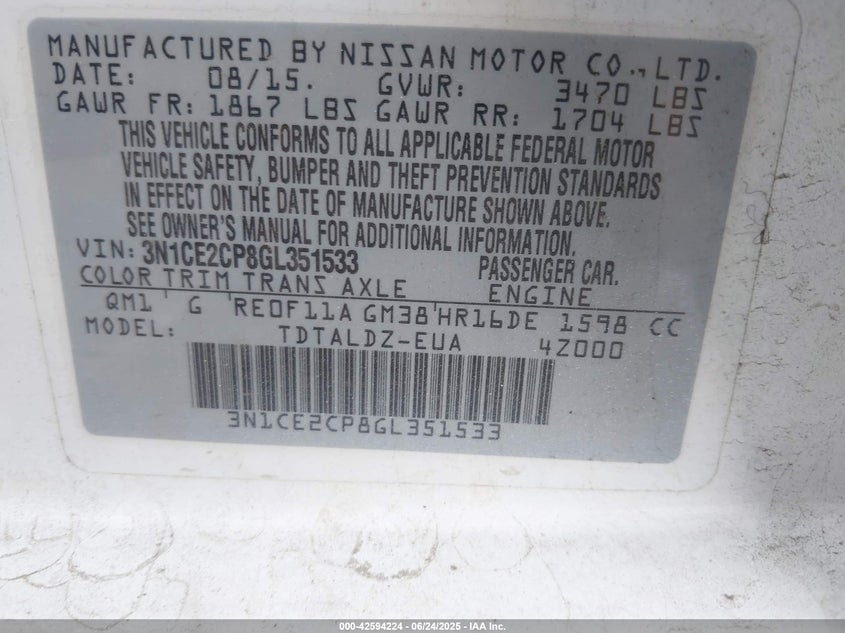 MANUFACTURED BY NISSAN MOTOR CO., LTD.
DATE: 08/15. GVWR: 3470 LBS
GAWR FR: 1867 LBS GAWR RR: 1704 LBS
THIS VEHICLE CONFORMS TO ALL APPLICABLE FEDERAL MOTOR
VEHICLE SAFETY, BUMPER AND THEFT PREVENTION STANDARDS
IN EFFECT ON THE DATE OF MANUFACTURE SHOWN ABOVE.
SEE OWNER'S MANUAL FOR ADDITIONAL INFORMATION.
VIN: 3N1CE2CP8GL351533 PASSENGER CAR.
COLOR TRIM TRANS AXLE ENGINE
QM1 G RE0F11A GM38 HR16DE 1598 CC
MODEL: TDTALDZ-EUA 4Z000
3N1CE2CP8GL351533
000-42594224 - 06/24/2025 - IAA Inc.